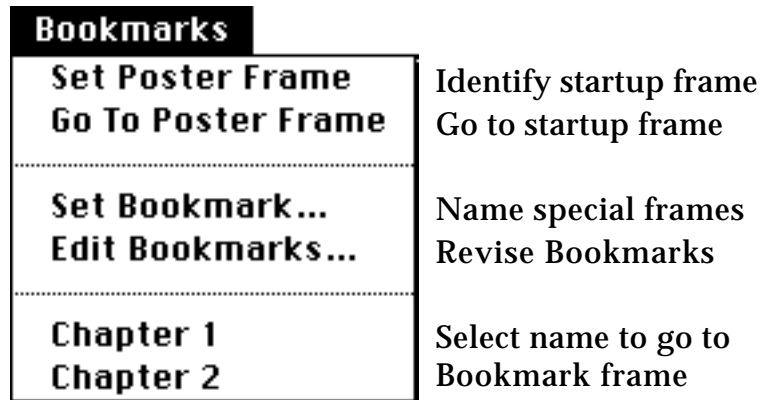 Bookmarks
Set Poster Frame Identify startup frame
Go To Poster Frame Go to startup frame
Set Bookmark... Name special frames
Edit Bookmarks... Revise Bookmarks
Chapter 1 Select name to go to
Chapter 2 Bookmark frame